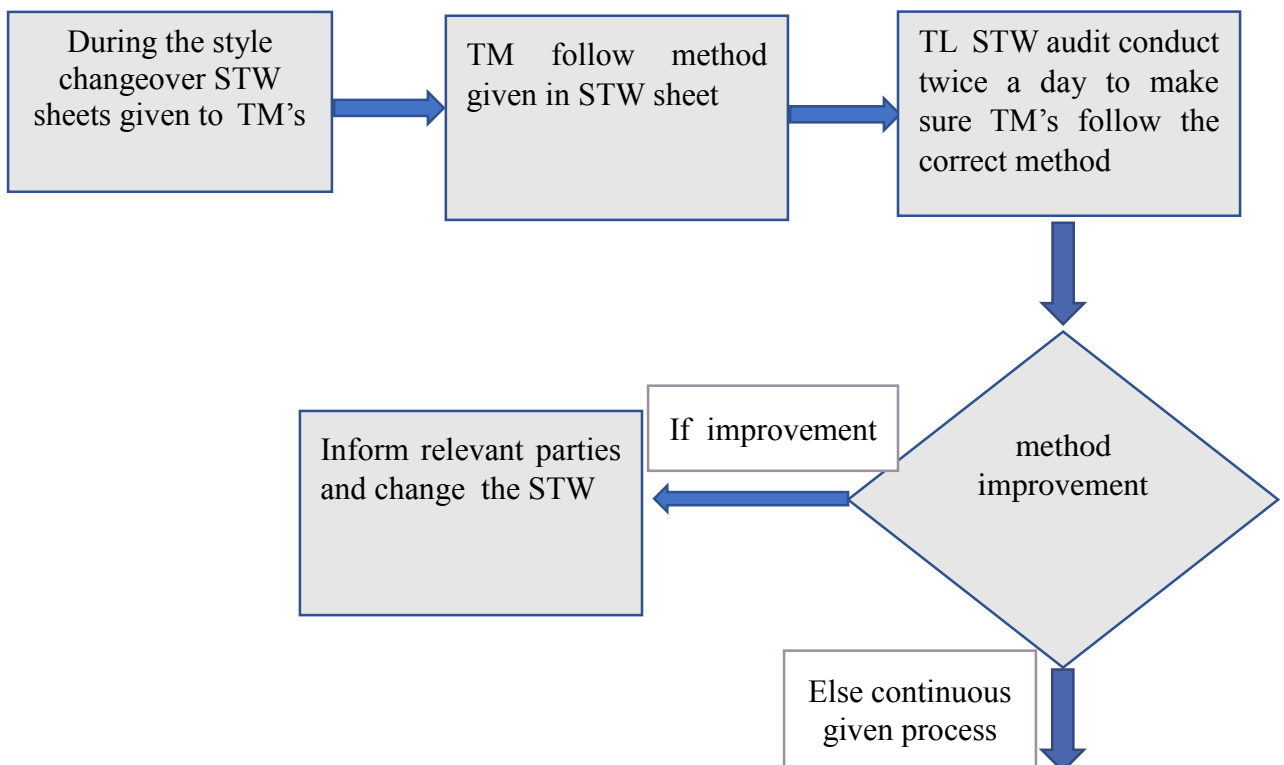 During the style
changeover STW
sheets given to TM’s
TM follow method
given in STW sheet
TL STW audit conduct
twice a day to make
sure TM’s follow the
correct method
method
improvement
If improvement
Inform relevant parties
and change the STW
Else continuous
given process